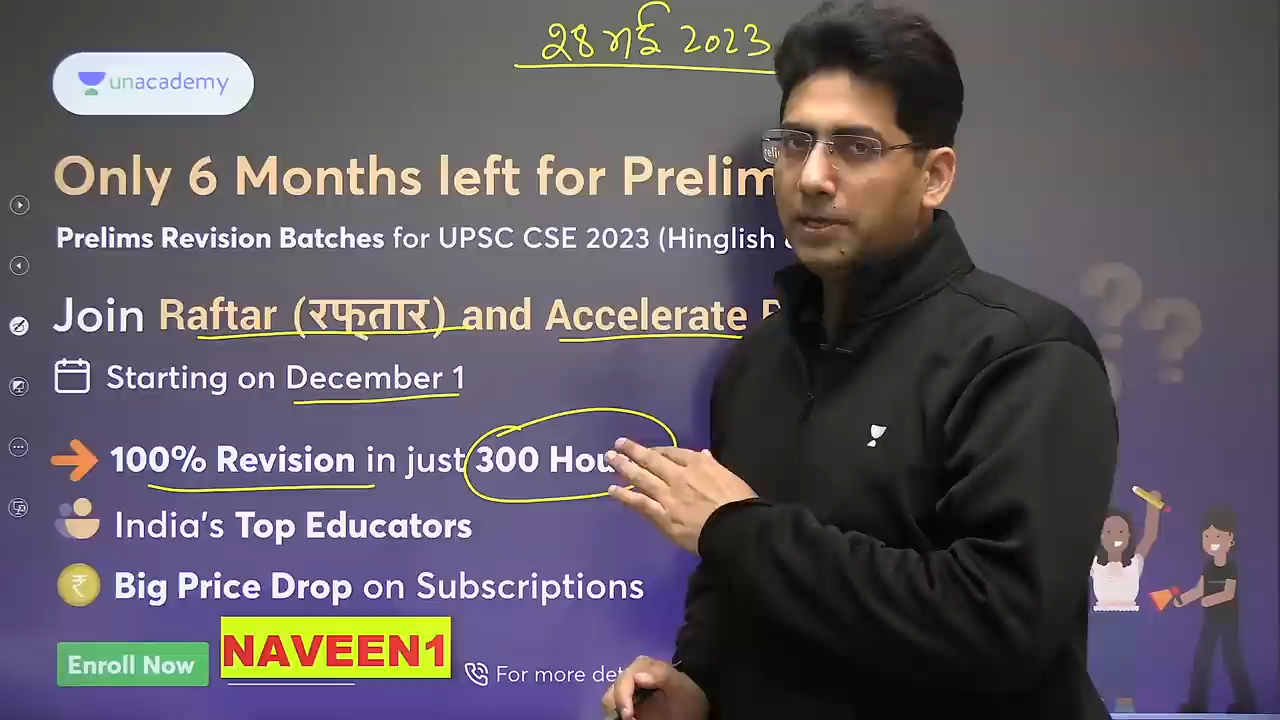 28 मई 2023
unacademy
Only 6 Months left for Prelim
Prelims Revision Batches for UPSC CSE 2023 (Hinglish
Join Raftar (रफ्तार) and Accelerate
Starting on December 1
100% Revision in just 300 Hou
India's Top Educators
Big Price Drop on Subscriptions
Enroll Now NAVEEN1
For more det